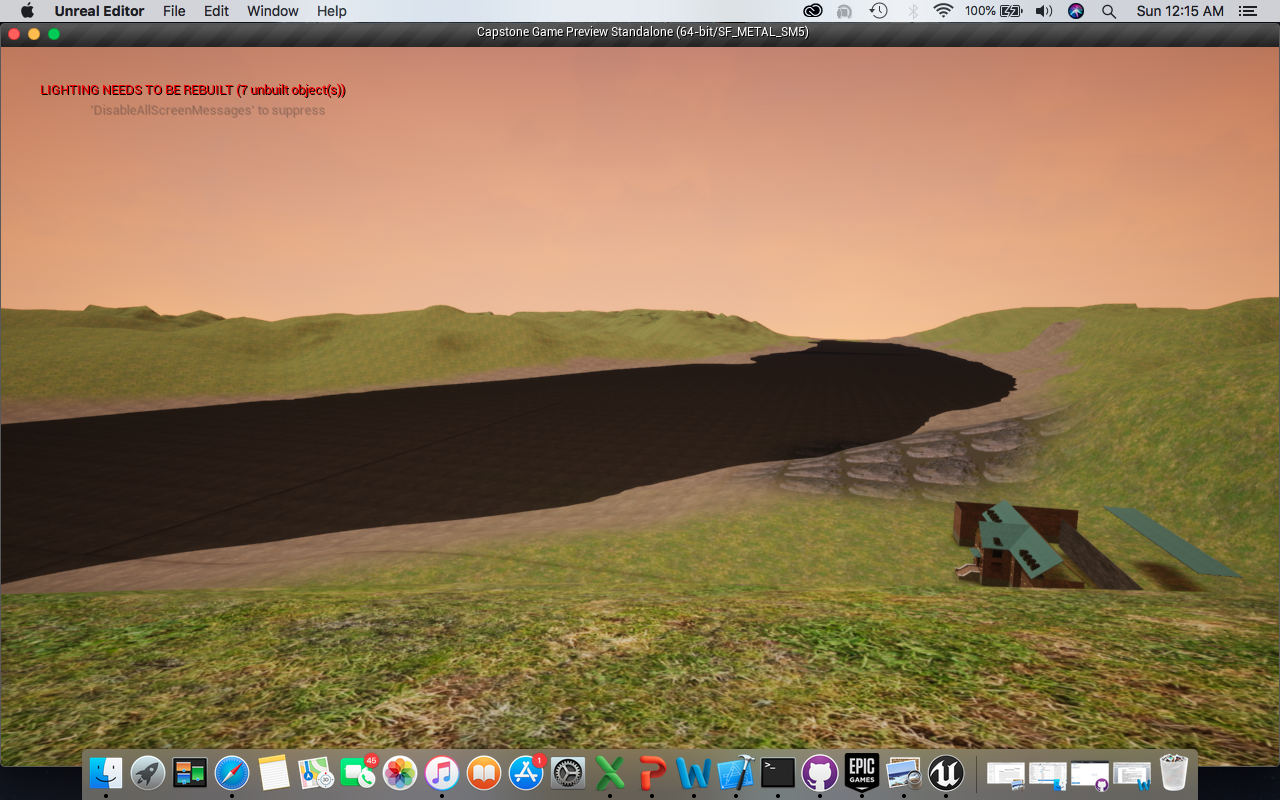 Unreal Editor File Edit Window Help 100% Sun 12:15 AM
Capstone Game Preview Standalone (64-bit/SF_METAL_SM5)
LIGHTING NEEDS TO BE REBUILT (7 unbuilt object(s))
'DisableAllScreenMessages' to suppress
46
1
EPIC
GAMES